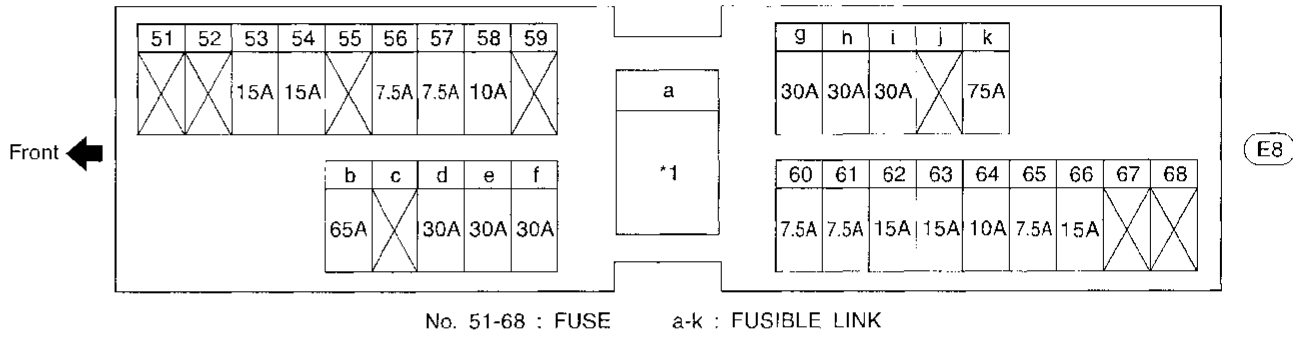 51 52 53 54 55 56 57 58 59
15A 15A 7.5A 7.5A 10A
g h i j k
30A 30A 30A 75A
a
*1
Front
E8
b c d e f
65A 30A 30A 30A
60 61 62 63 64 65 66 67 68
7.5A 7.5A 15A 15A 10A 7.5A 15A
No. 51-68 : FUSE a-k : FUSIBLE LINK